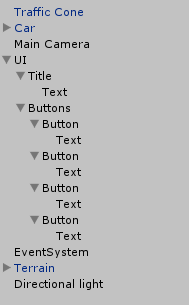 Traffic Cone
Car
Main Camera
UI
Title
Text
Buttons
Button
Text
Button
Text
Button
Text
Button
Text
EventSystem
Terrain
Directional light